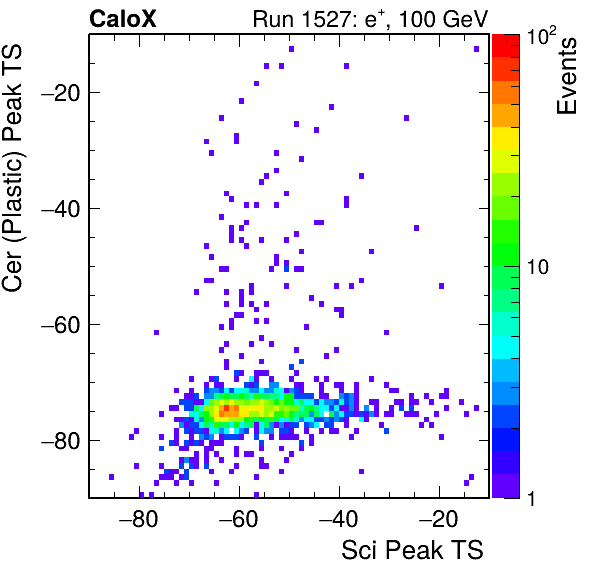 CaloX Run 1527: e⁺, 100 GeV
Cer (Plastic) Peak TS
−20
−40
−60
−80
−80 −60 −40 −20
Sci Peak TS
10²
10
1
Events